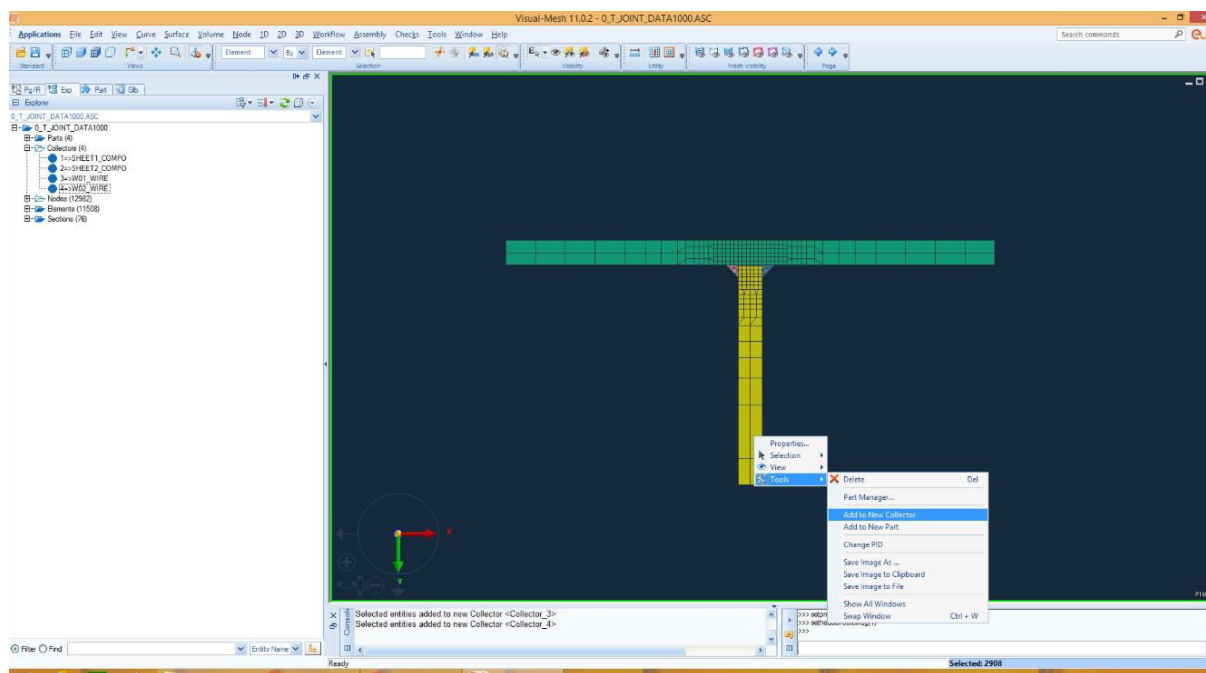 Visual-Mesh 11.0.2 - 0_T_JOINT_DATA1000.ASC
Applications File Edit View Curve Surface Volume Node 1D 2D 3D Workflow Assembly Checks Tools Window Help
Search commands
Element By Element
Standard Views Selection Visibility Utility Mesh Visibility Page
Exp Part Glb
Explorer
0_T_JOINT_DATA1000.ASC
0_T_JOINT_DATA1000
Parts (4)
Collectors (4)
1=>SHEET1_COMPO
2=>SHEET2_COMPO
3=>W01_WIRE
4=>W02_WIRE
Nodes (12982)
Elements (11508)
Sections (76)
Properties...
Selection
View
Tools
Delete Del
Part Manager...
Add to New Collector
Add to New Part
Change PID
Save Image As ...
Save Image to Clipboard
Save Image to File
Show All Windows
Swap Window Ctrl + W
X
Y
Console
Selected entities added to new Collector <Collector_3>
Selected entities added to new Collector <Collector_4>
>>>
Filter Find Entity Name
Ready
Selected: 2908